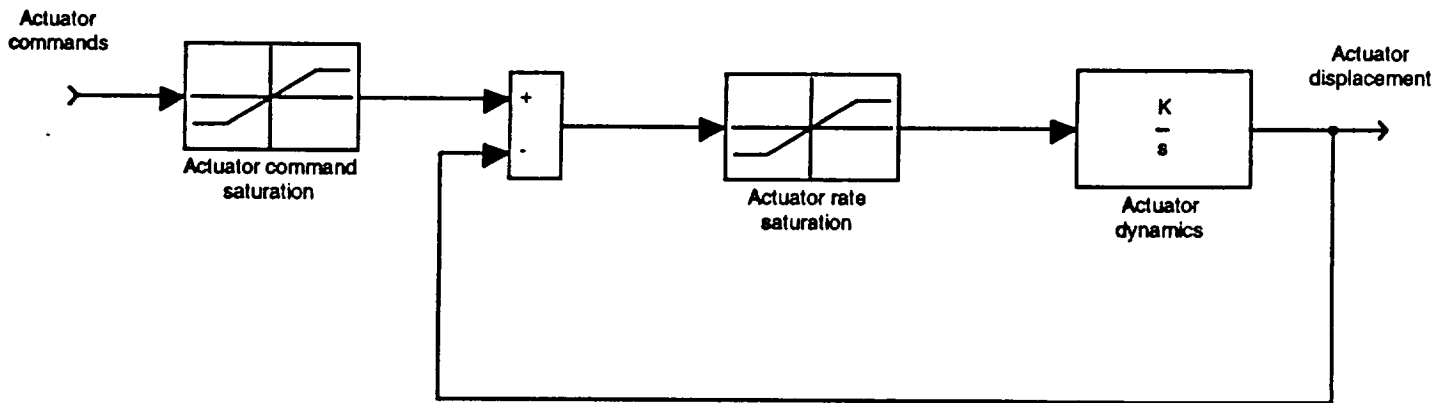 Actuator
commands
Actuator command
saturation
+
-
Actuator rate
saturation
K
s
Actuator
dynamics
Actuator
displacement